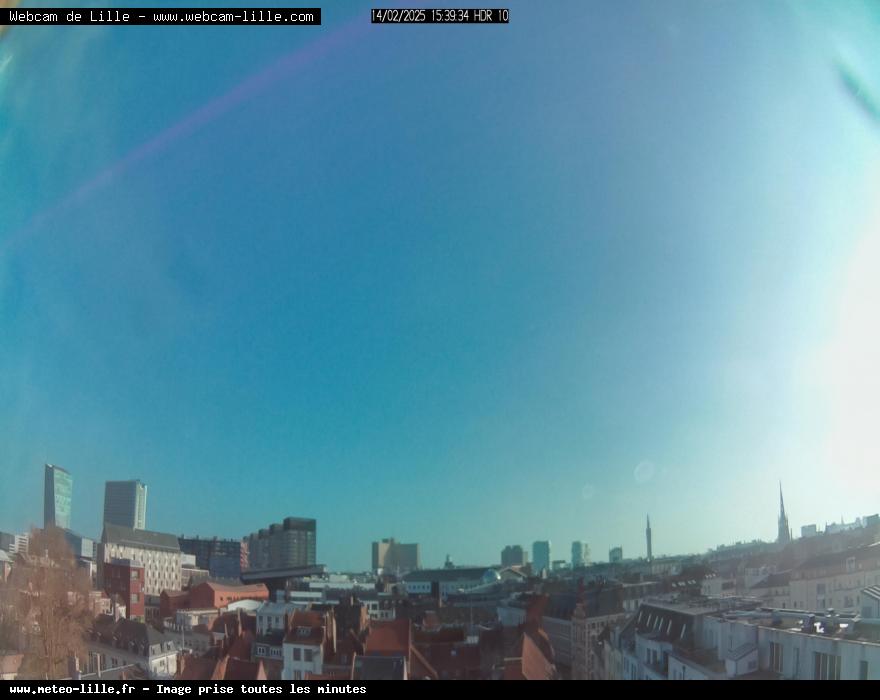 Webcam de Lille - www.webcam-lille.com
14/02/2025 15:39:34 HDR 10
www.meteo-lille.fr - Image prise toutes les minutes